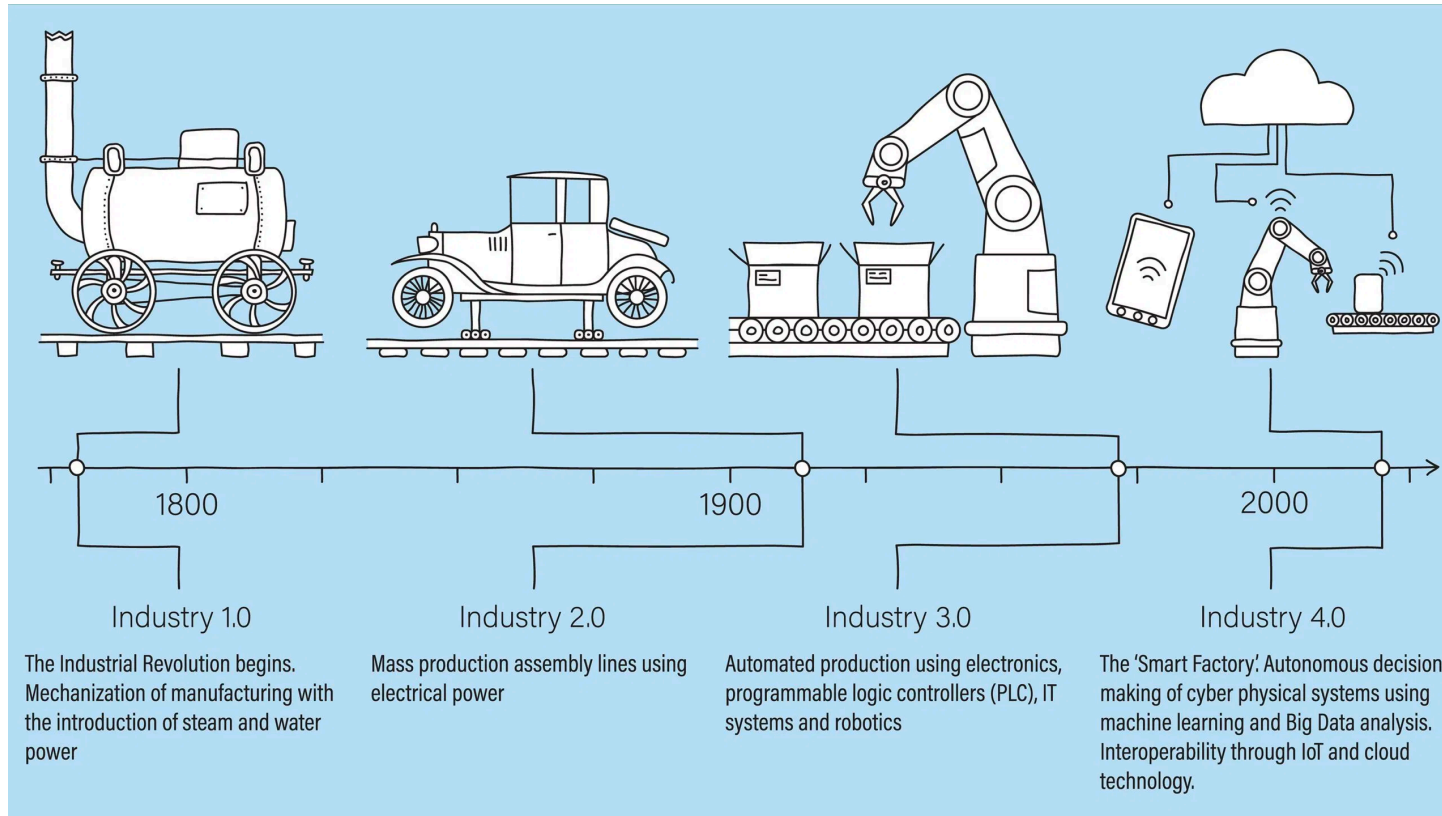 1800
1900
2000
Industry 1.0
The Industrial Revolution begins.
Mechanization of manufacturing with
the introduction of steam and water
power
Industry 2.0
Mass production assembly lines using
electrical power
Industry 3.0
Automated production using electronics,
programmable logic controllers (PLC), IT
systems and robotics
Industry 4.0
The ‘Smart Factory’. Autonomous decision
making of cyber physical systems using
machine learning and Big Data analysis.
Interoperability through IoT and cloud
technology.